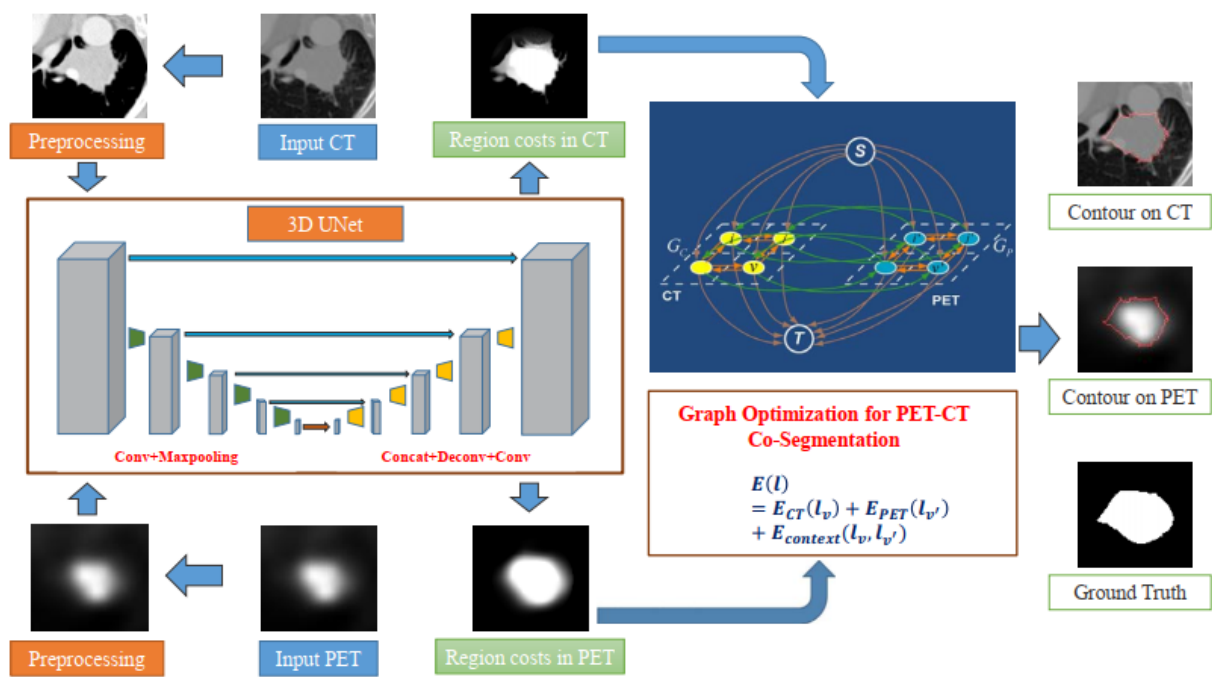 Preprocessing
Input CT
Region costs in CT
3D UNet
Conv+Maxpooling
Concat+Deconv+Conv
Preprocessing
Input PET
Region costs in PET
S
G_C
G_P
v
CT
PET
T
Graph Optimization for PET-CT
Co-Segmentation
E(l)
= E_CT(l_v) + E_PET(l_v′)
+ E_context(l_v, l_v′)
Contour on CT
Contour on PET
Ground Truth